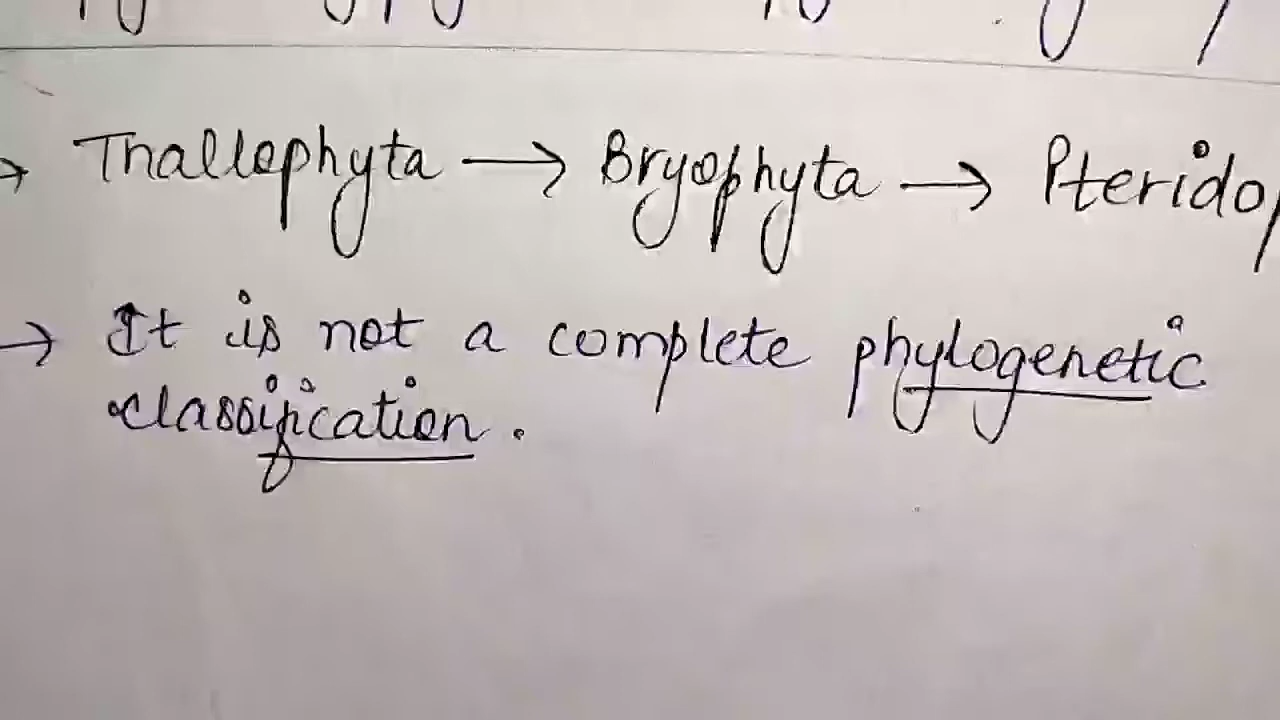 → Thallophyta → Bryophyta → Pterido
→ It is not a complete phylogenetic
classification.